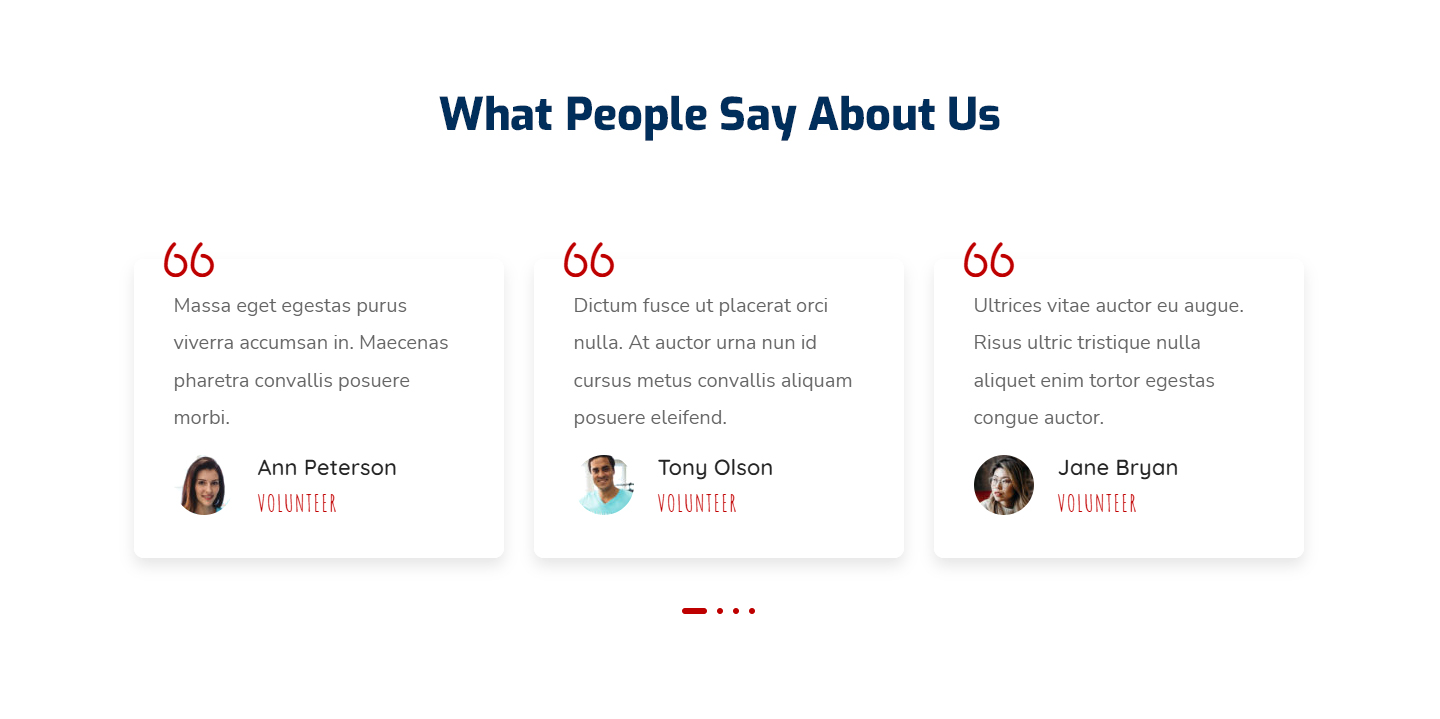 What People Say About Us
“
Massa eget egestas purus
viverra accumsan in. Maecenas
pharetra convallis posuere
morbi.
Ann Peterson
VOLUNTEER
“
Dictum fusce ut placerat orci
nulla. At auctor urna nun id
cursus metus convallis aliquam
posuere eleifend.
Tony Olson
VOLUNTEER
“
Ultrices vitae auctor eu augue.
Risus ultric tristique nulla
aliquet enim tortor egestas
congue auctor.
Jane Bryan
VOLUNTEER